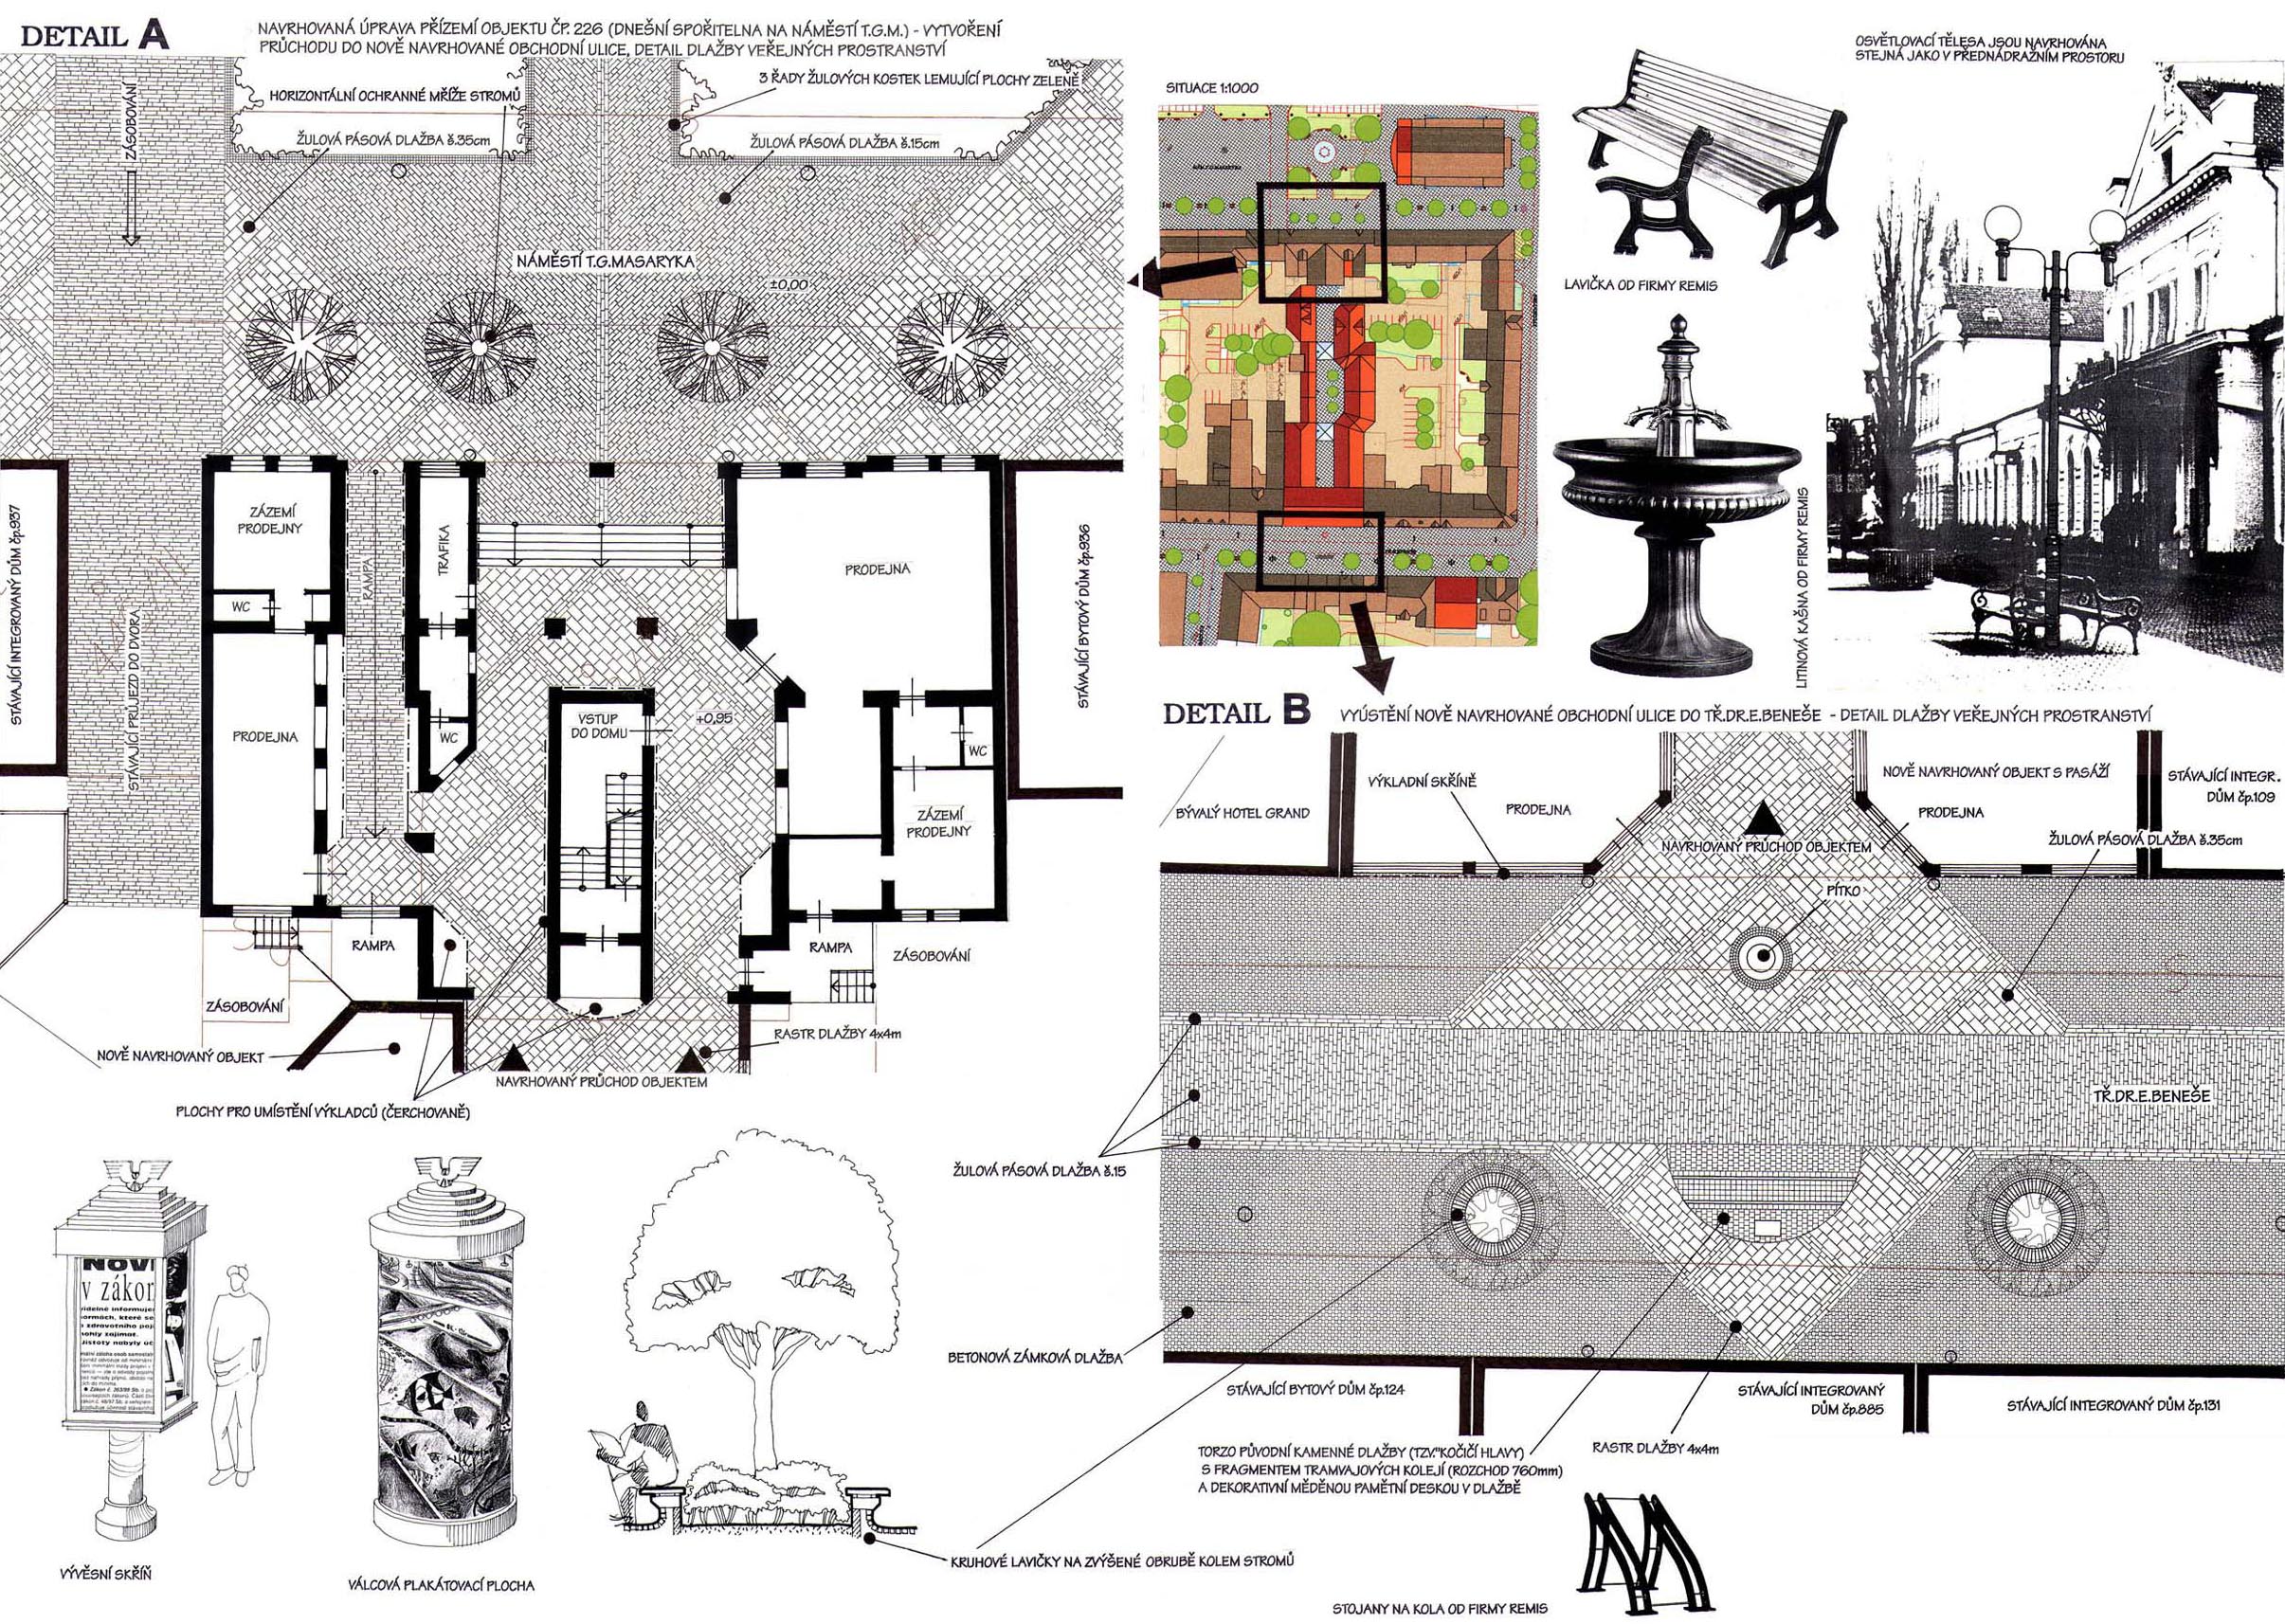 DETAIL A
NAVRHOVANÁ ÚPRAVA PŘÍZEMÍ OBJEKTU ČP. 226 (DNEŠNÍ SPOŘITELNA NA NÁMĚSTÍ T.G.M.) - VYTVOŘENÍ
PRŮCHODU DO NOVĚ NAVRHOVANÉ OBCHODNÍ ULICE, DETAIL DLAŽBY VEŘEJNÝCH PROSTRANSTVÍ
ZÁSOBOVÁNÍ
HORIZONTÁLNÍ OCHRANNÉ MŘÍŽE STROMŮ
3 ŘADY ŽULOVÝCH KOSTEK LEMUJÍCÍ PLOCHY ZELENĚ
ŽULOVÁ PÁSOVÁ DLAŽBA š.35cm
ŽULOVÁ PÁSOVÁ DLAŽBA š.15cm
NÁMĚSTÍ T.G.MASARYKA
±0,00
STÁVAJÍCÍ INTEGROVANÝ DŮM čp.937
STÁVAJÍCÍ PRŮJEZD DO DVORA
ZÁZEMÍ
PRODEJNY
WC
PRODEJNA
RAMPA
TRAFIKA
WC
VSTUP
DO DOMU
+0,95
PRODEJNA
WC
ZÁZEMÍ
PRODEJNY
STÁVAJÍCÍ BYTOVÝ DŮM čp.936
RAMPA
ZÁSOBOVÁNÍ
RAMPA
ZÁSOBOVÁNÍ
NOVĚ NAVRHOVANÝ OBJEKT
RASTR DLAŽBY 4x4m
NAVRHOVANÝ PRŮCHOD OBJEKTEM
PLOCHY PRO UMÍSTĚNÍ VÝKLADCŮ (ČERCHOVANĚ)
SITUACE 1:1000
LAVIČKA OD FIRMY REMIS
LITINOVÁ KAŠNA OD FIRMY REMIS
OSVĚTLOVACÍ TĚLESA JSOU NAVRHOVÁNA
STEJNÁ JAKO V PŘEDNÁDRAŽNÍM PROSTORU
DETAIL B
VYÚSTĚNÍ NOVĚ NAVRHOVANÉ OBCHODNÍ ULICE DO TŘ.DR.E.BENEŠE - DETAIL DLAŽBY VEŘEJNÝCH PROSTRANSTVÍ
BÝVALÝ HOTEL GRAND
VÝKLADNÍ SKŘÍNĚ
PRODEJNA
NOVĚ NAVRHOVANÝ OBJEKT S PASÁŽÍ
PRODEJNA
STÁVAJÍCÍ INTEGR.
DŮM čp.109
NAVRHOVANÝ PRŮCHOD OBJEKTEM
ŽULOVÁ PÁSOVÁ DLAŽBA š.35cm
PÍTKO
TŘ.DR.E.BENEŠE
ŽULOVÁ PÁSOVÁ DLAŽBA š.15
BETONOVÁ ZÁMKOVÁ DLAŽBA
STÁVAJÍCÍ BYTOVÝ DŮM čp.124
STÁVAJÍCÍ INTEGROVANÝ
DŮM čp.885
STÁVAJÍCÍ INTEGROVANÝ DŮM čp.131
TORZO PŮVODNÍ KAMENNÉ DLAŽBY (TZV."KOČIČÍ HLAVY)
S FRAGMENTEM TRAMVAJOVÝCH KOLEJÍ (ROZCHOD 760mm)
A DEKORATIVNÍ MĚDĚNOU PAMĚTNÍ DESKOU V DLAŽBĚ
RASTR DLAŽBY 4x4m
KRUHOVÉ LAVIČKY NA ZVÝŠENÉ OBRUBĚ KOLEM STROMŮ
STOJANY NA KOLA OD FIRMY REMIS
NOVI
v zákon
VÝVĚSNÍ SKŘÍŇ
VÁLCOVÁ PLAKÁTOVACÍ PLOCHA